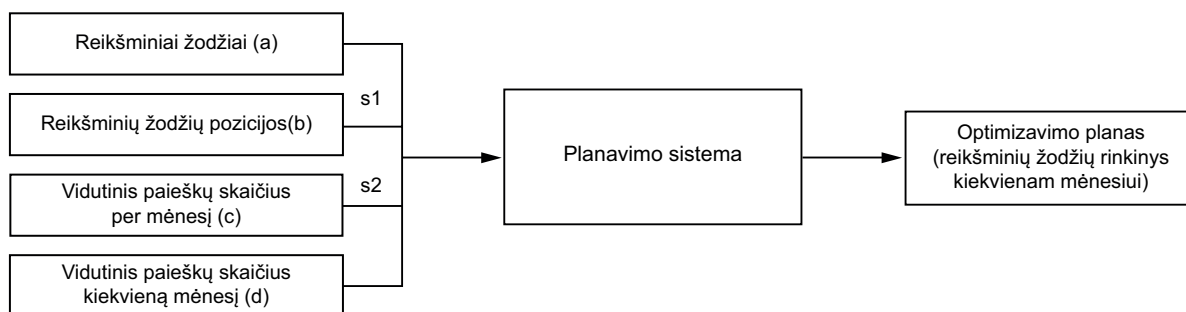 Reikšminiai žodžiai (a)
s1
Reikšminių žodžių pozicijos(b)
s2
Vidutinis paieškų skaičius
per mėnesį (c)
Vidutinis paieškų skaičius
kiekvieną mėnesį (d)
Planavimo sistema
Optimizavimo planas
(reikšminių žodžių rinkinys
kiekvienam mėnesiui)